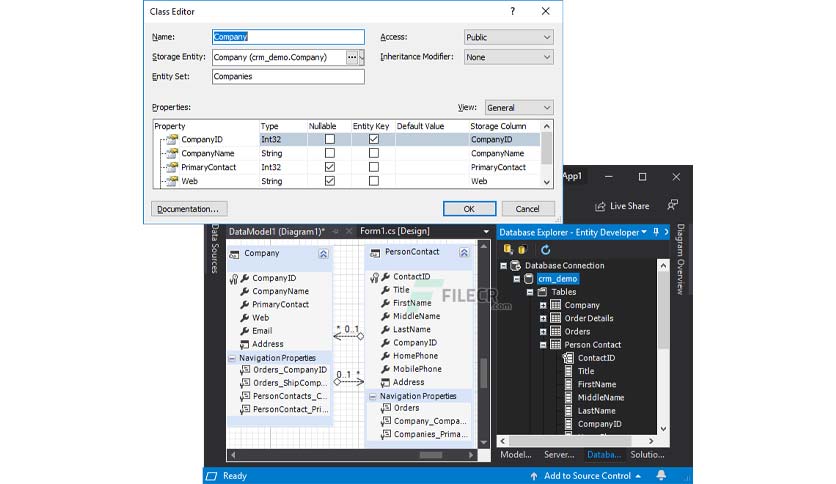 Class Editor ? ×
Name: Company Access: Public
Storage Entity: Company (crm_demo.Company) ... Inheritance Modifier: None
Entity Set: Companies
Properties: View: General
Property Type Nullable Entity Key Default Value Storage Column
CompanyID Int32 CompanyID
CompanyName String CompanyName
PrimaryContact Int32 PrimaryContact
Web String Web
Documentation... OK Cancel
App1
Live Share
DataModel1 (Diagram1)* Form1.cs [Design]
Data Sources
Company
CompanyID
CompanyName
PrimaryContact
Web
Email
Address
Navigation Properties
Orders_CompanyID
Orders_ShipComp...
PersonContacts_C...
PersonContact_Pri...
* 0..1
0..1 *
PersonContact
ContactID
Title
FirstName
MiddleName
LastName
CompanyID
HomePhone
MobilePhone
Address
Navigation Properties
Orders
Company_Compa...
Companies_Prima...
FILECR
.com
Database Explorer - Entity Developer
Database Connection
crm_demo
Tables
Company
Order Details
Orders
Person Contact
ContactID
Title
FirstName
MiddleName
LastName
CompanyID
Model... Server... Databa... Solutio...
Diagram Overview
Ready Add to Source Control